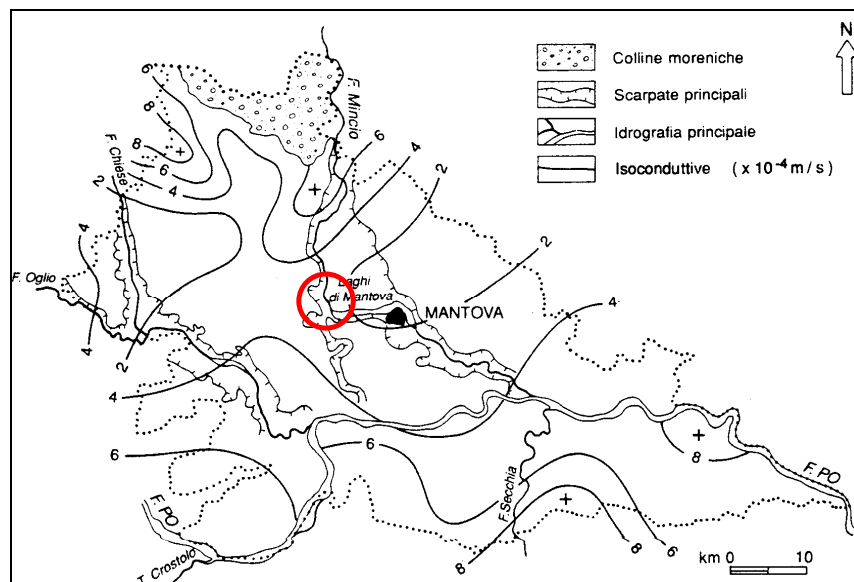 N
Colline moreniche
Scarpate principali
Idrografia principale
Isoconduttive ( x 10⁻⁴ m / s )
F. Mincio
6
8
8
6
4
2
F. Chiese
6
4
2
2
4
F. Oglio
4
4
2
Laghi
di Mantova
MANTOVA
4
4
6
6
8
F. PO
F. Secchia
F. PO
T. Crostolo
8
6
km 0 10